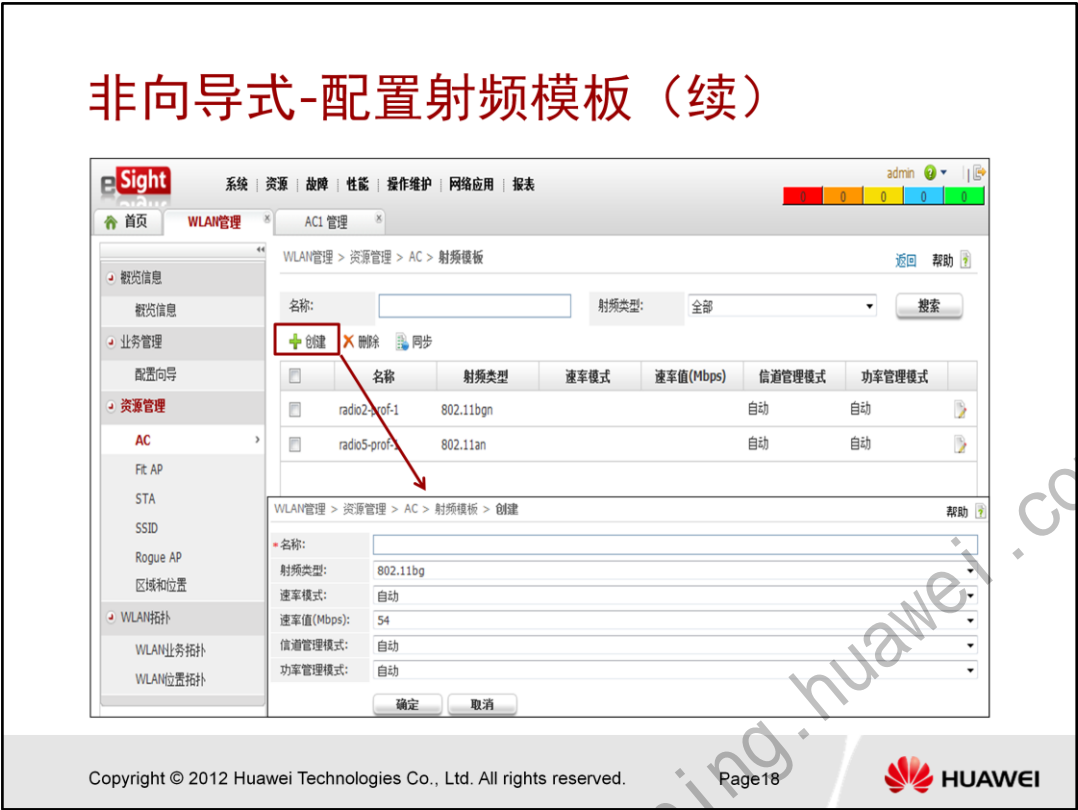 非向导式-配置射频模板（续）
eSight
系统 | 资源 | 故障 | 性能 | 操作维护 | 网络应用 | 报表
admin
0 0 0 0 0
首页 WLAN管理 AC1 管理
概览信息
概览信息
业务管理
配置向导
资源管理
AC
Fit AP
STA
SSID
Rogue AP
区域和位置
WLAN拓扑
WLAN业务拓扑
WLAN位置拓扑
WLAN管理 > 资源管理 > AC > 射频模板 返回 帮助
名称: 射频类型: 全部 搜索
创建 删除 同步
名称 射频类型 速率模式 速率值(Mbps) 信道管理模式 功率管理模式
radio2-prof-1 802.11bgn 自动 自动
radio5-prof-1 802.11an 自动 自动
WLAN管理 > 资源管理 > AC > 射频模板 > 创建 帮助
*名称:
射频类型: 802.11bg
速率模式: 自动
速率值(Mbps): 54
信道管理模式: 自动
功率管理模式: 自动
确定 取消
Copyright © 2012 Huawei Technologies Co., Ltd. All rights reserved. Page18
HUAWEI
ing.huawei.co